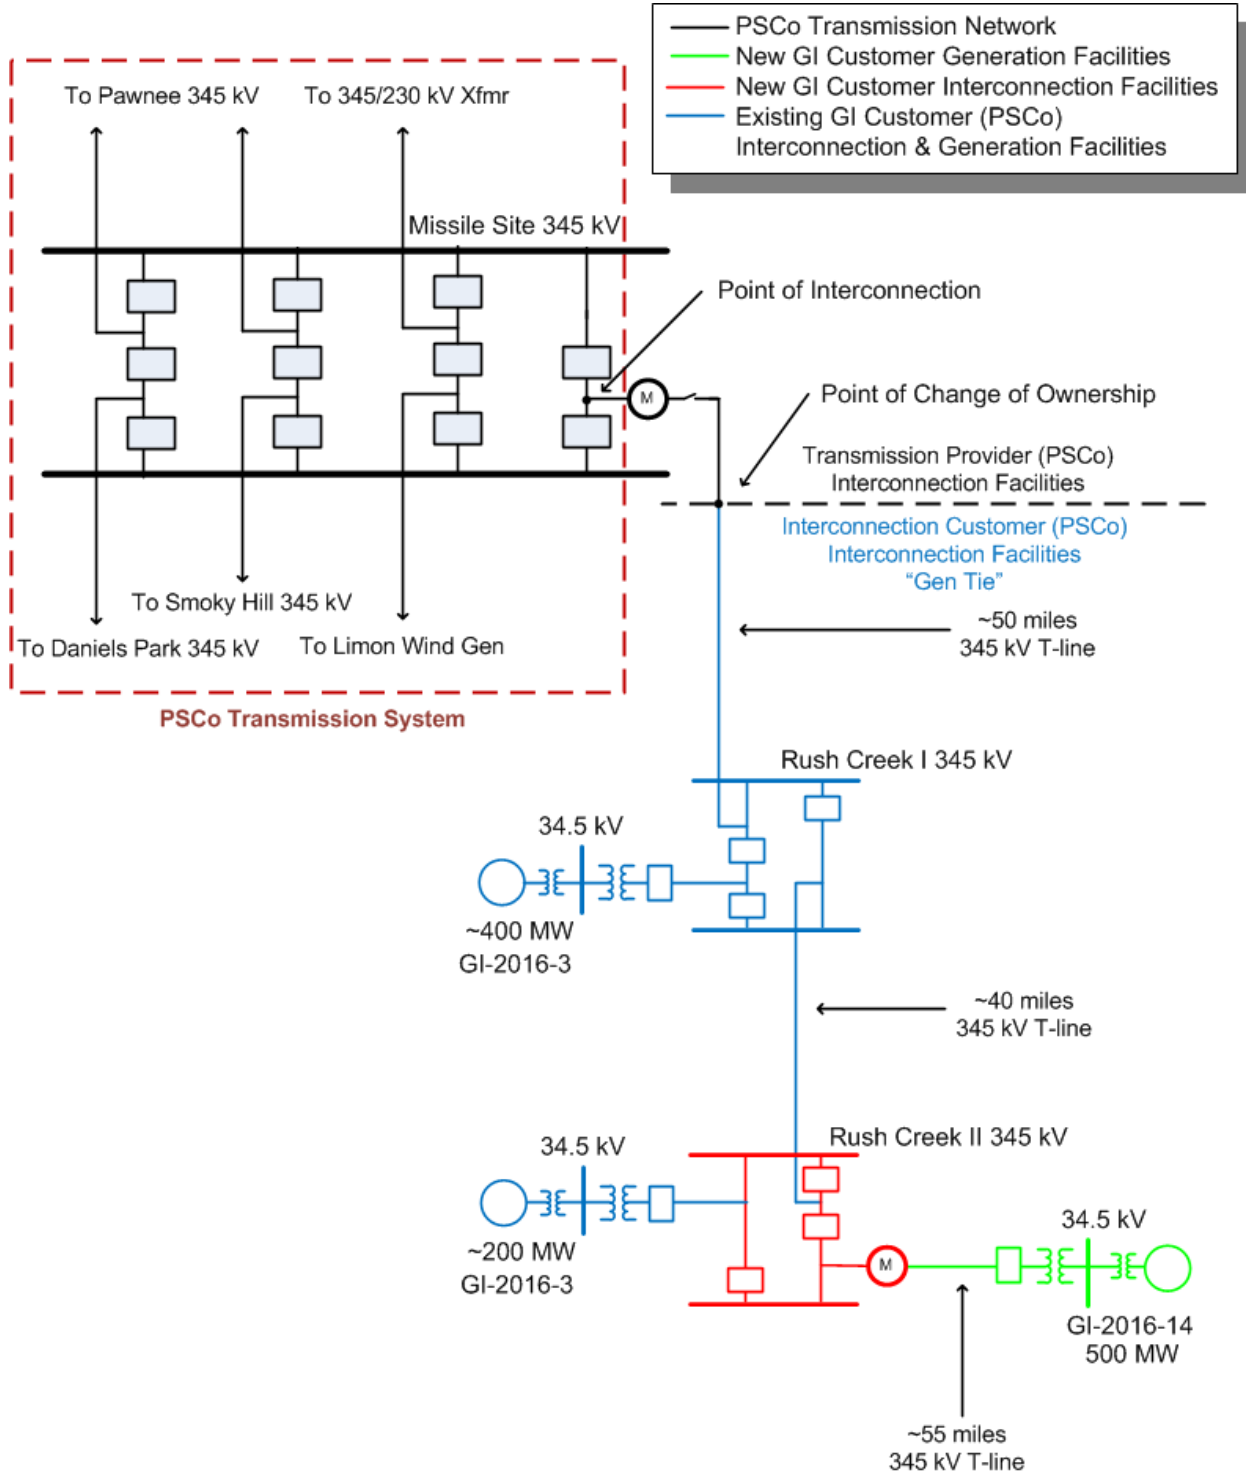 PSCo Transmission Network
New GI Customer Generation Facilities
New GI Customer Interconnection Facilities
Existing GI Customer (PSCo)
Interconnection & Generation Facilities
To Pawnee 345 kV
To 345/230 kV Xfmr
Missile Site 345 kV
Point of Interconnection
M
Point of Change of Ownership
Transmission Provider (PSCo)
Interconnection Facilities
Interconnection Customer (PSCo)
Interconnection Facilities
“Gen Tie”
To Smoky Hill 345 kV
To Daniels Park 345 kV
To Limon Wind Gen
~50 miles
345 kV T-line
PSCo Transmission System
Rush Creek I 345 kV
34.5 kV
~400 MW
GI-2016-3
~40 miles
345 kV T-line
Rush Creek II 345 kV
34.5 kV
~200 MW
GI-2016-3
34.5 kV
M
GI-2016-14
500 MW
~55 miles
345 kV T-line